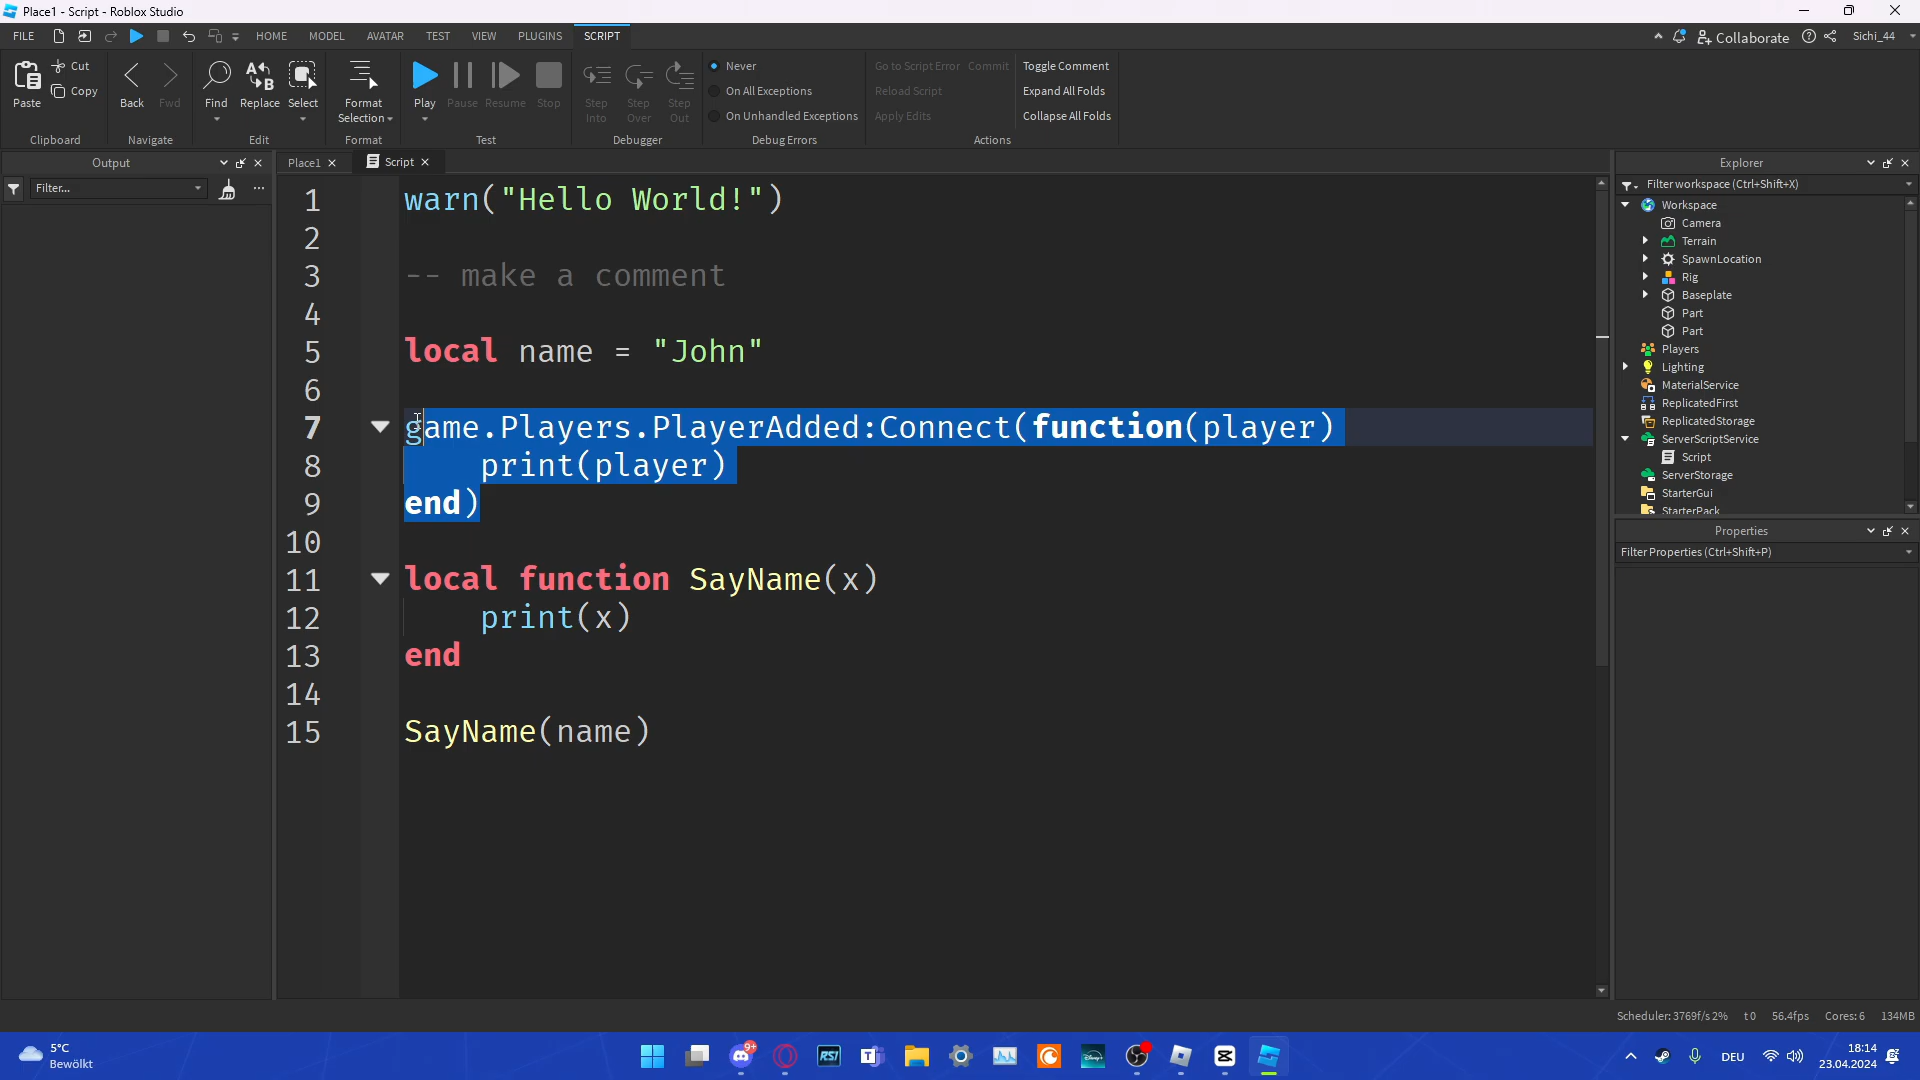 Place1 - Script - Roblox Studio
FILE HOME MODEL AVATAR TEST VIEW PLUGINS SCRIPT Collaborate Sichi_44
Paste Cut Copy Clipboard
Back Fwd Navigate
Find Replace Select Edit
Format Selection Format
Play Pause Resume Stop Test
Step Into Step Over Step Out Debugger
Never
On All Exceptions
On Unhandled Exceptions
Debug Errors
Go to Script Error Commit
Reload Script
Apply Edits
Toggle Comment
Expand All Folds
Collapse All Folds
Actions
Output
Filter...
Place1 Script
1 warn("Hello World!")
2
3 -- make a comment
4
5 local name = "John"
6
7 game.Players.PlayerAdded:Connect(function(player)
8 print(player)
9 end)
10
11 local function SayName(x)
12 print(x)
13 end
14
15 SayName(name)
Explorer
Filter workspace (Ctrl+Shift+X)
Workspace
Camera
Terrain
SpawnLocation
Rig
Baseplate
Part
Part
Players
Lighting
MaterialService
ReplicatedFirst
ReplicatedStorage
ServerScriptService
Script
ServerStorage
StarterGui
StarterPack
Properties
Filter Properties (Ctrl+Shift+P)
Scheduler: 3769f/s 2% t0 56.4fps Cores: 6 134MB
5°C
Bewölkt
9+
RSI
DEU
18:14
23.04.2024